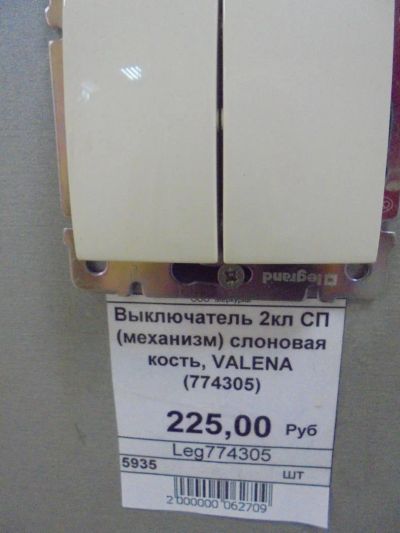 legrand
Выключатель 2кл СП
(механизм) слоновая
кость, VALENA
(774305)
225,00 Руб
Leg774305
5935
шт
2 000000 062709